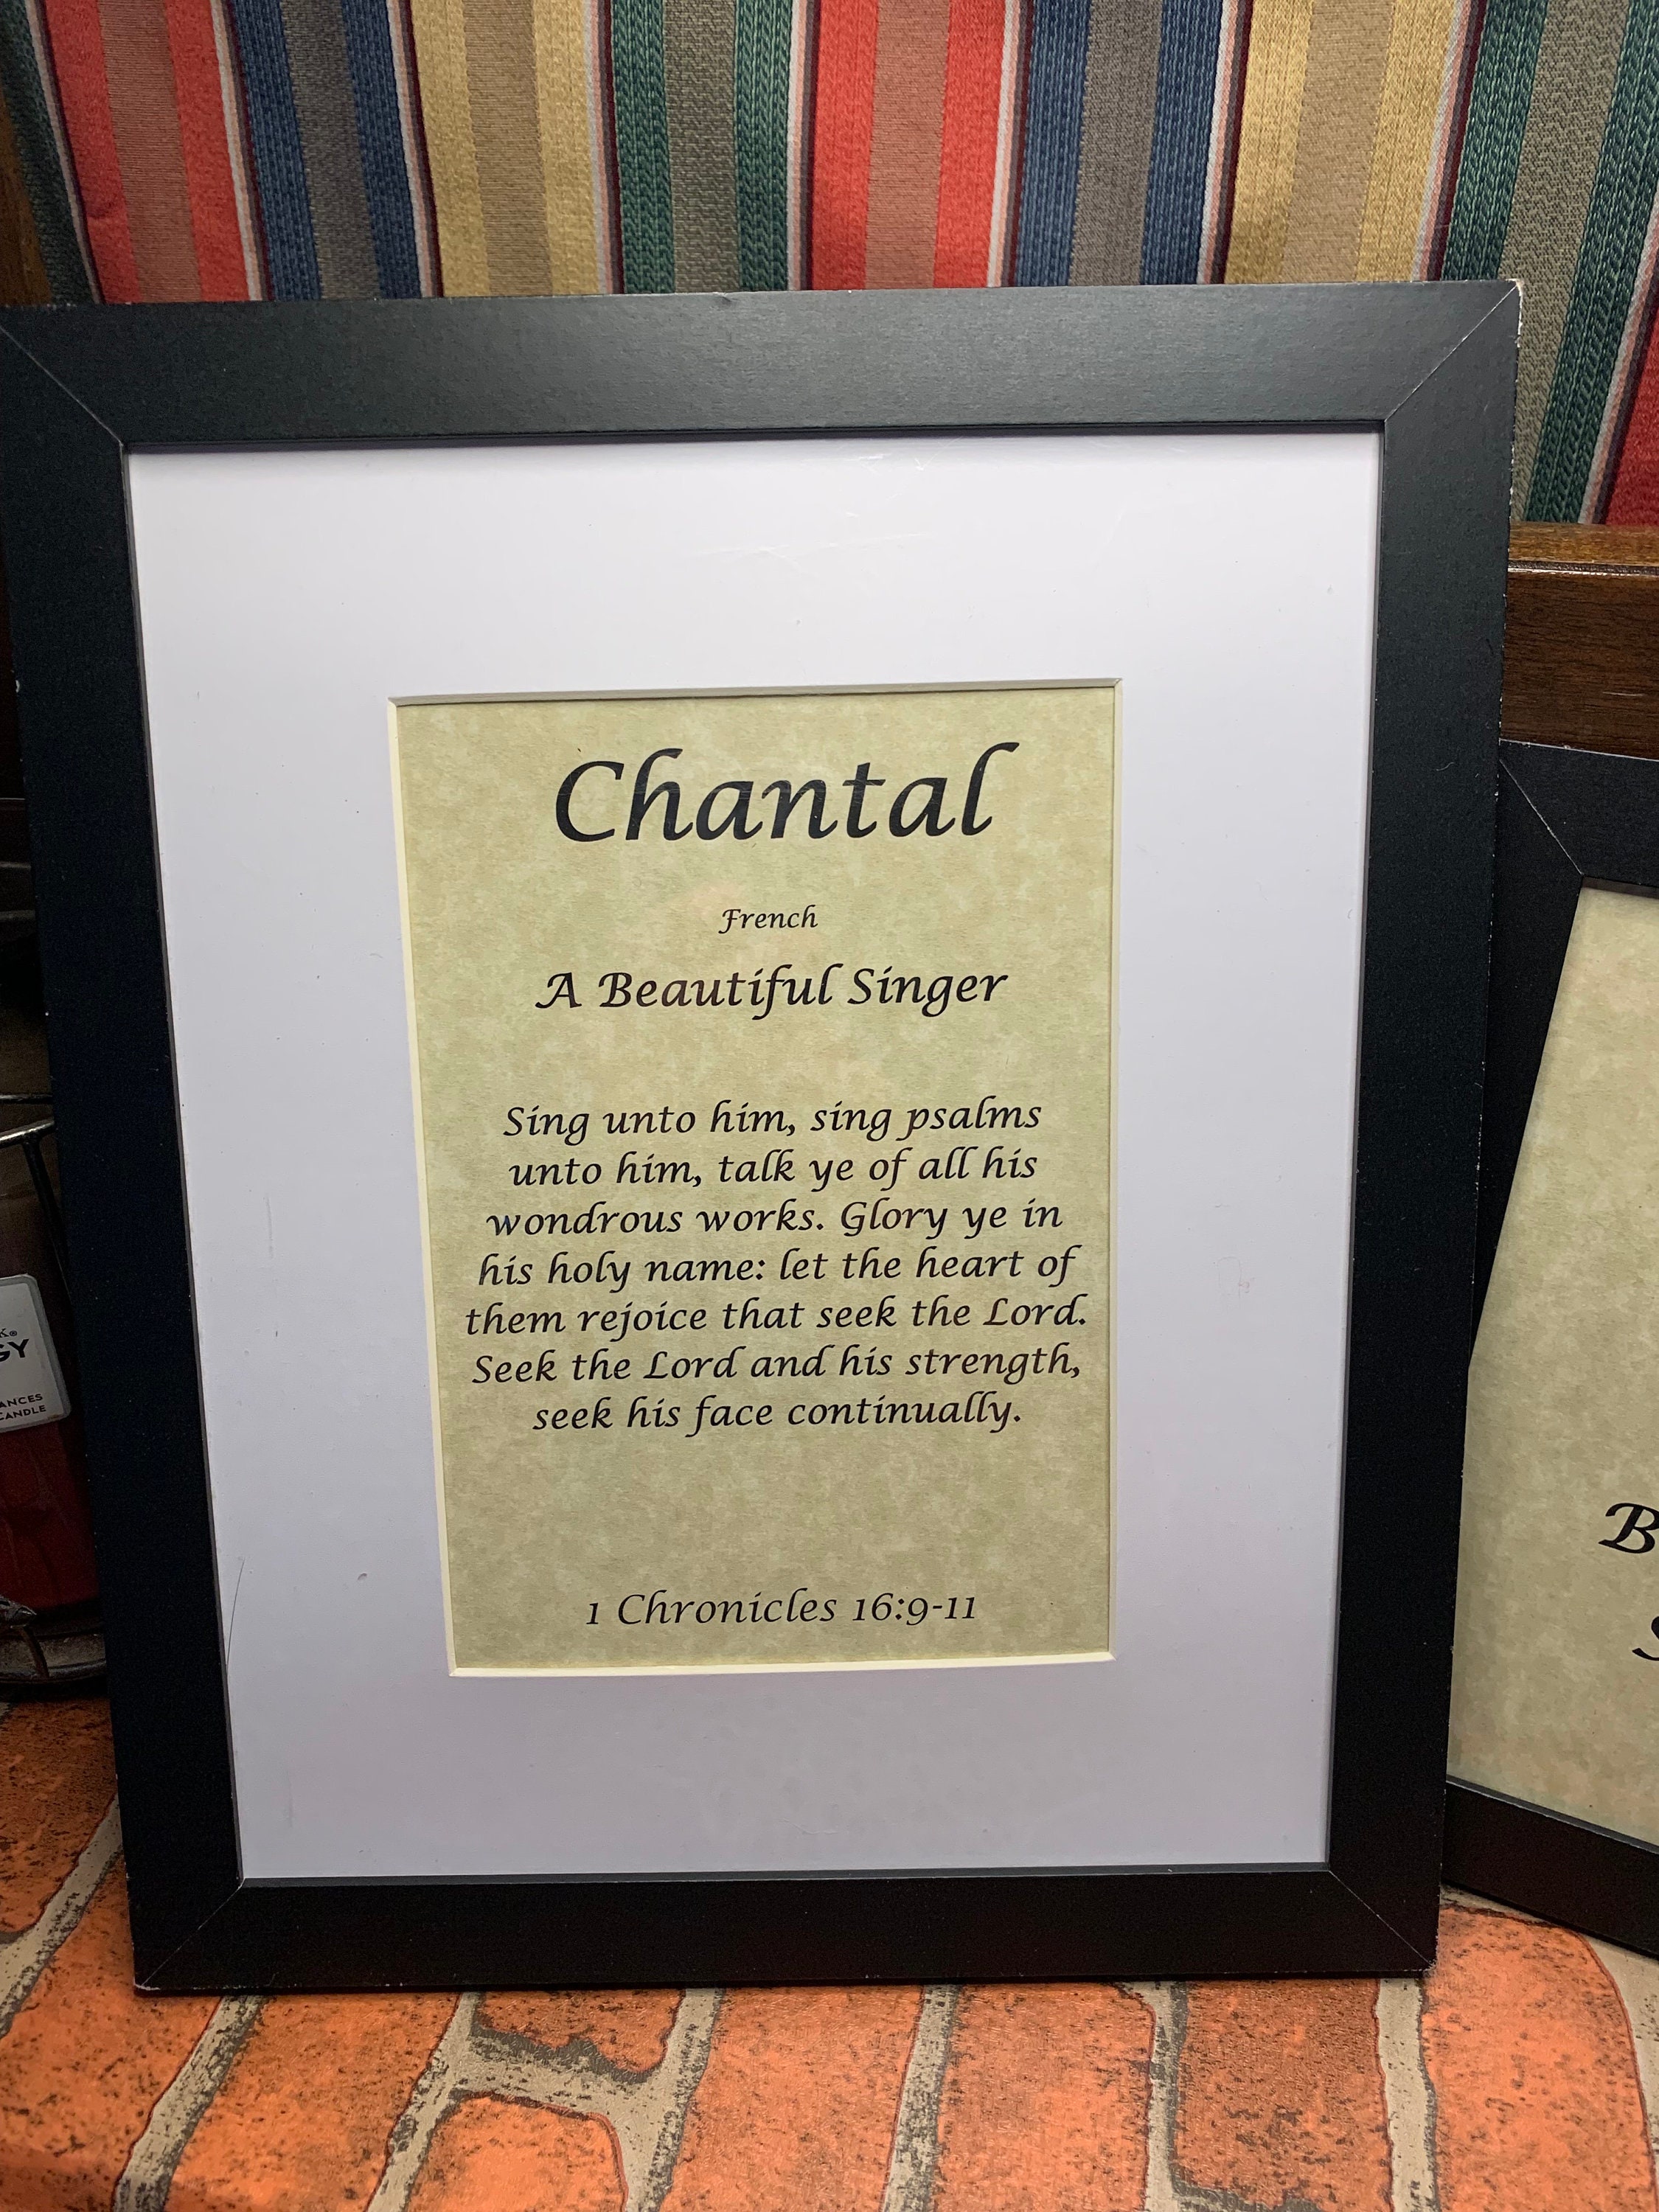 Chantal
French
A Beautiful Singer
Sing unto him, sing psalms
unto him, talk ye of all his
wondrous works. Glory ye in
his holy name: let the heart of
them rejoice that seek the Lord.
Seek the Lord and his strength,
seek his face continually.
1 Chronicles 16:9-11